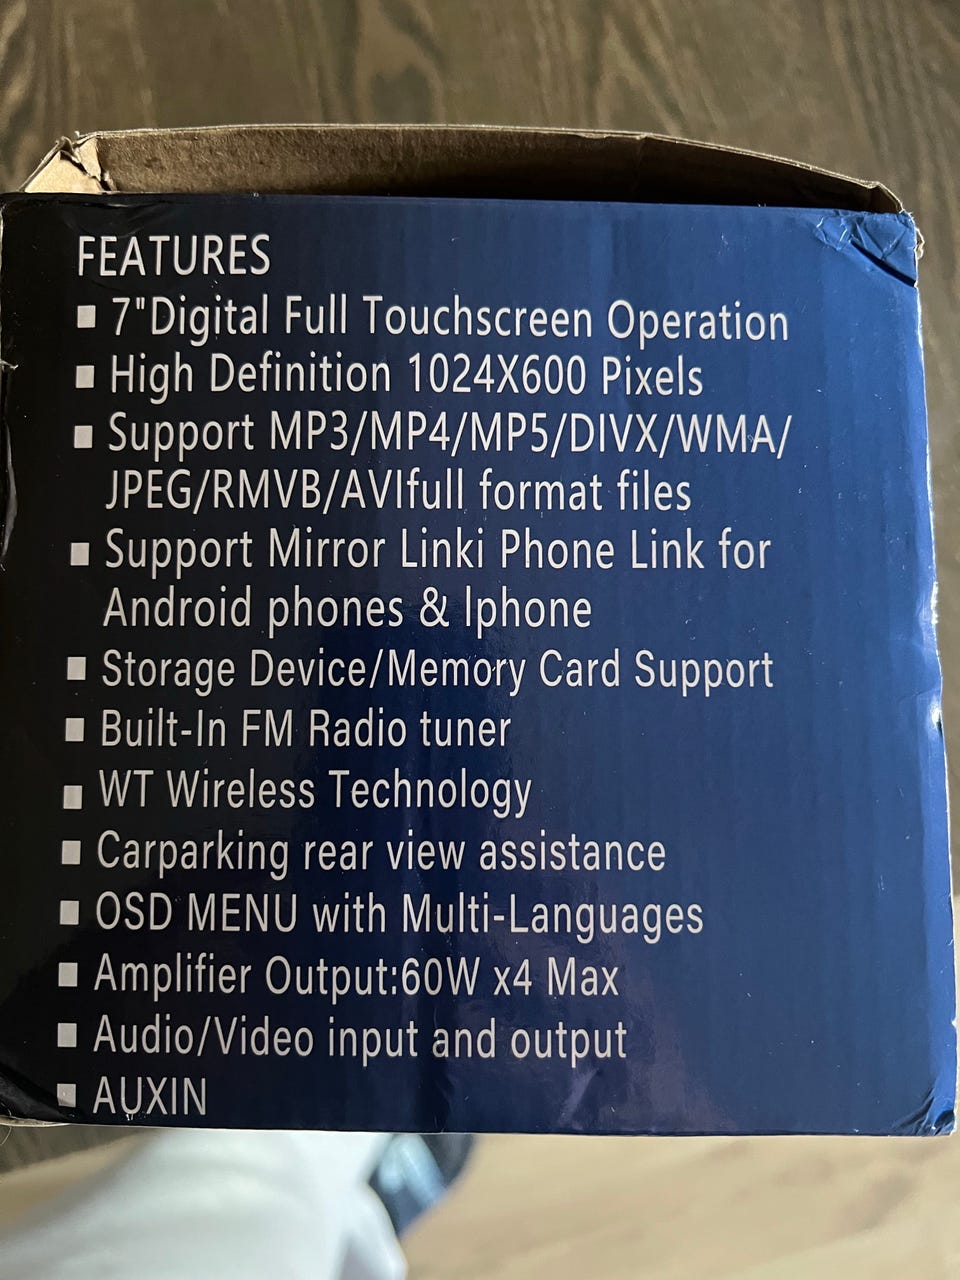 FEATURES
■ 7"Digital Full Touchscreen Operation
■ High Definition 1024X600 Pixels
■ Support MP3/MP4/MP5/DIVX/WMA/
JPEG/RMVB/AVIfull format files
■ Support Mirror Linki Phone Link for
Android phones & Iphone
■ Storage Device/Memory Card Support
■ Built-In FM Radio tuner
■ WT Wireless Technology
■ Carparking rear view assistance
■ OSD MENU with Multi-Languages
■ Amplifier Output:60W x4 Max
■ Audio/Video input and output
■ AUXIN